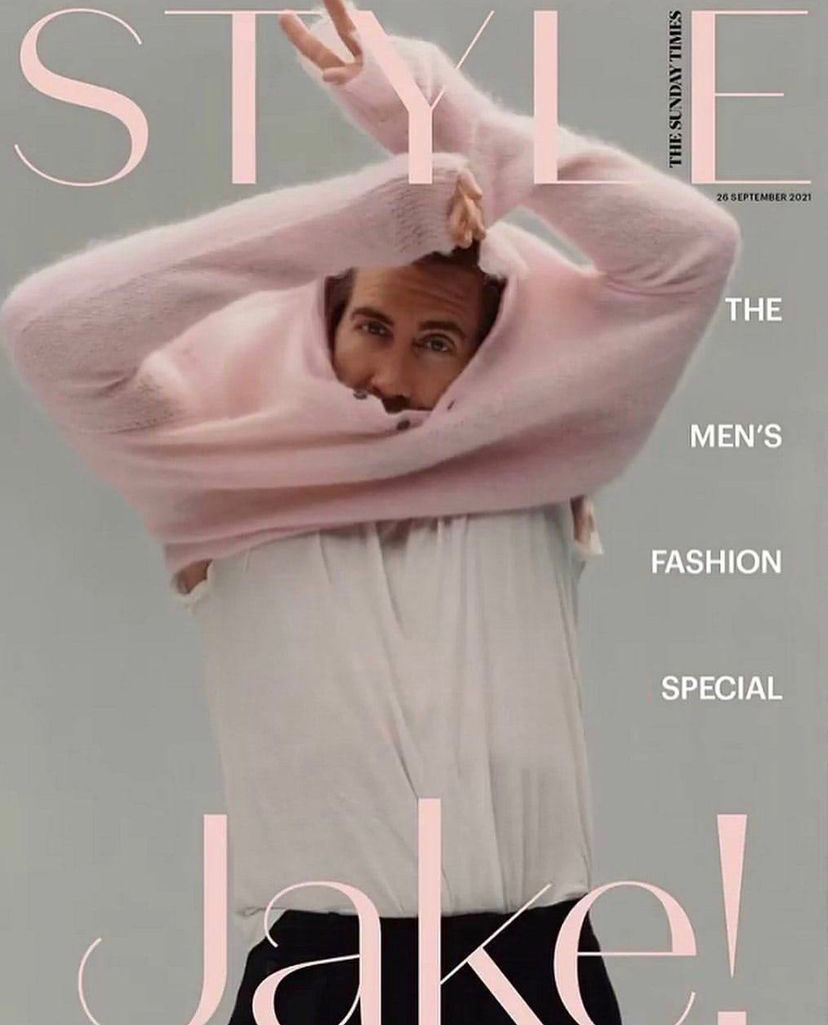 STYLE
THE SUNDAY TIMES
26 SEPTEMBER 2021
THE
MEN'S
FASHION
SPECIAL
Jake!